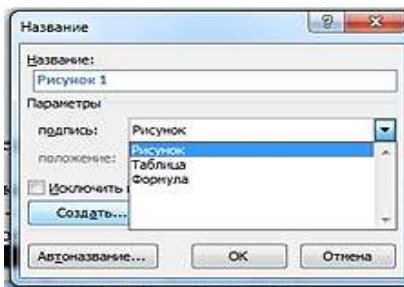 Название
Название:
Рисунок 1
Параметры
подпись: Рисунок
Рисунок
положение:
Таблица
Формула
Исключить
Создать...
Автоназвание... ОК Отмена